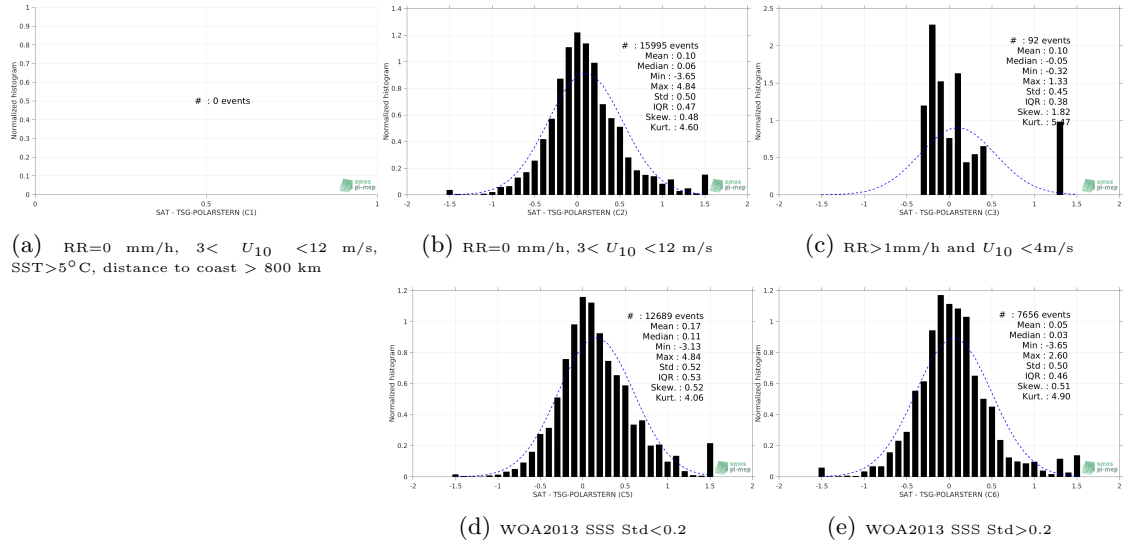 1
0.9
0.8
0.7
0.6
0.5
0.4
0.3
0.2
0.1
0
Normalized histogram
# : 0 events
smos
pi-mep
0 0.5 1
SAT - TSG-POLARSTERN (C1)
(a) RR=0 mm/h, 3< U10 <12 m/s,
SST>5°C, distance to coast > 800 km
1.4
1.2
1
0.8
0.6
0.4
0.2
0
Normalized histogram
# : 15995 events
Mean : 0.10
Median : 0.06
Min : -3.65
Max : 4.84
Std : 0.50
IQR : 0.47
Skew. : 0.48
Kurt. : 4.60
smos
pi-mep
-2 -1.5 -1 -0.5 0 0.5 1 1.5 2
SAT - TSG-POLARSTERN (C2)
(b) RR=0 mm/h, 3< U10 <12 m/s
2.5
2
1.5
1
0.5
0
Normalized histogram
# : 92 events
Mean : 0.10
Median : -0.05
Min : -0.32
Max : 1.33
Std : 0.45
IQR : 0.38
Skew. : 1.82
Kurt. : 5.47
smos
pi-mep
-2 -1.5 -1 -0.5 0 0.5 1 1.5 2
SAT - TSG-POLARSTERN (C3)
(c) RR>1mm/h and U10 <4m/s
1.2
1
0.8
0.6
0.4
0.2
0
Normalized histogram
# : 12689 events
Mean : 0.17
Median : 0.11
Min : -3.13
Max : 4.84
Std : 0.52
IQR : 0.53
Skew. : 0.52
Kurt. : 4.06
smos
pi-mep
-2 -1.5 -1 -0.5 0 0.5 1 1.5 2
SAT - TSG-POLARSTERN (C5)
(d) WOA2013 SSS Std<0.2
1.2
1
0.8
0.6
0.4
0.2
0
Normalized histogram
# : 7656 events
Mean : 0.05
Median : 0.03
Min : -3.65
Max : 2.60
Std : 0.50
IQR : 0.46
Skew. : 0.51
Kurt. : 4.90
smos
pi-mep
-2 -1.5 -1 -0.5 0 0.5 1 1.5 2
SAT - TSG-POLARSTERN (C6)
(e) WOA2013 SSS Std>0.2